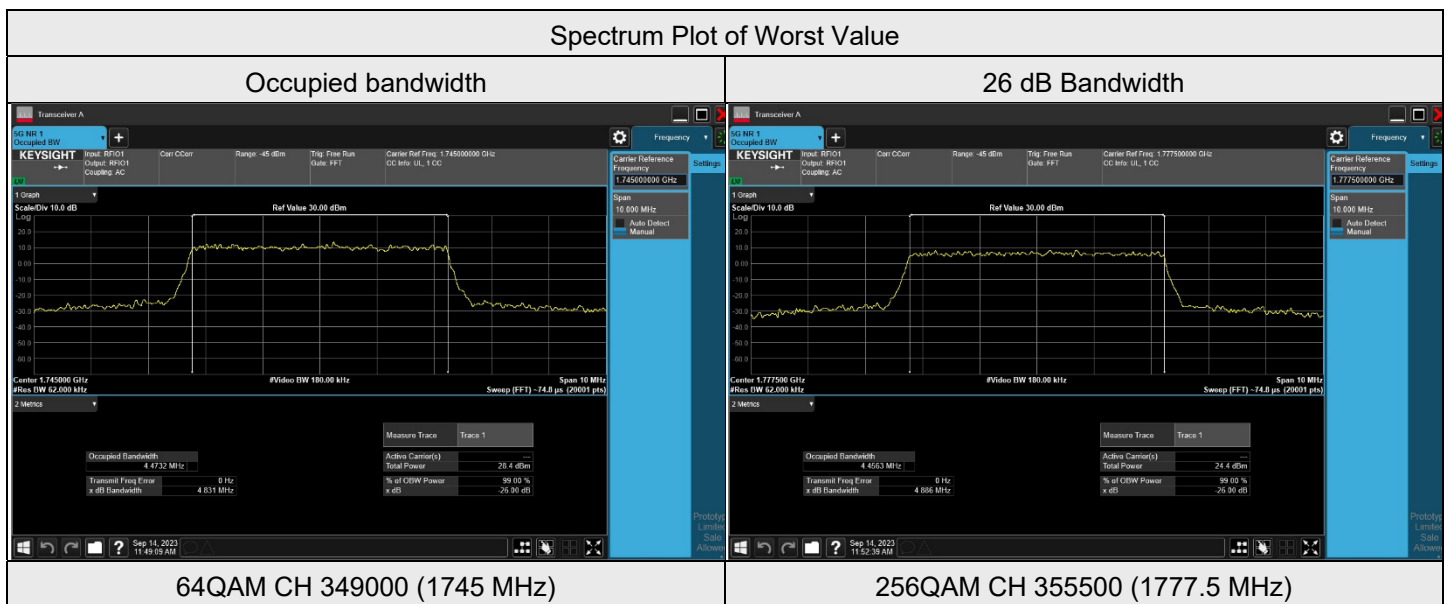 Spectrum Plot of Worst Value
Occupied bandwidth
26 dB Bandwidth
Transceiver A
5G NR 1
Occupied BW
+
Frequency
KEYSIGHT
Input: RFIO1
Output: RFIO1
Coupling: AC
Corr CCorr
Range: -45 dBm
Trig: Free Run
Gate: FFT
Carrier Ref Freq: 1.745000000 GHz
CC Info: UL, 1 CC
Carrier Reference
Frequency
1.745000000 GHz
Settings
Span
10.000 MHz
Auto Detect
Manual
1 Graph
Scale/Div 10.0 dB
Ref Value 30.00 dBm
Log
20.0
10.0
0.00
-10.0
-20.0
-30.0
-40.0
-50.0
-60.0
Center 1.745000 GHz
#Video BW 180.00 kHz
Span 10 MHz
#Res BW 62.000 kHz
Sweep (FFT) ~74.8 µs (20001 pts)
2 Metrics
Measure Trace Trace 1
Occupied Bandwidth
4.4732 MHz
Active Carrier(s) ---
Total Power 28.4 dBm
Transmit Freq Error 0 Hz
x dB Bandwidth 4.831 MHz
% of OBW Power 99.00 %
x dB -26.00 dB
Sep 14, 2023
11:49:09 AM
Transceiver A
5G NR 1
Occupied BW
+
Frequency
KEYSIGHT
Input: RFIO1
Output: RFIO1
Coupling: AC
Corr CCorr
Range: -45 dBm
Trig: Free Run
Gate: FFT
Carrier Ref Freq: 1.777500000 GHz
CC Info: UL, 1 CC
Carrier Reference
Frequency
1.777500000 GHz
Settings
Span
10.000 MHz
Auto Detect
Manual
1 Graph
Scale/Div 10.0 dB
Ref Value 30.00 dBm
Log
20.0
10.0
0.00
-10.0
-20.0
-30.0
-40.0
-50.0
-60.0
Center 1.777500 GHz
#Video BW 180.00 kHz
Span 10 MHz
#Res BW 62.000 kHz
Sweep (FFT) ~74.8 µs (20001 pts)
2 Metrics
Measure Trace Trace 1
Occupied Bandwidth
4.4563 MHz
Active Carrier(s) ---
Total Power 24.4 dBm
Transmit Freq Error 0 Hz
x dB Bandwidth 4.886 MHz
% of OBW Power 99.00 %
x dB -26.00 dB
Sep 14, 2023
11:52:39 AM
64QAM CH 349000 (1745 MHz)
256QAM CH 355500 (1777.5 MHz)